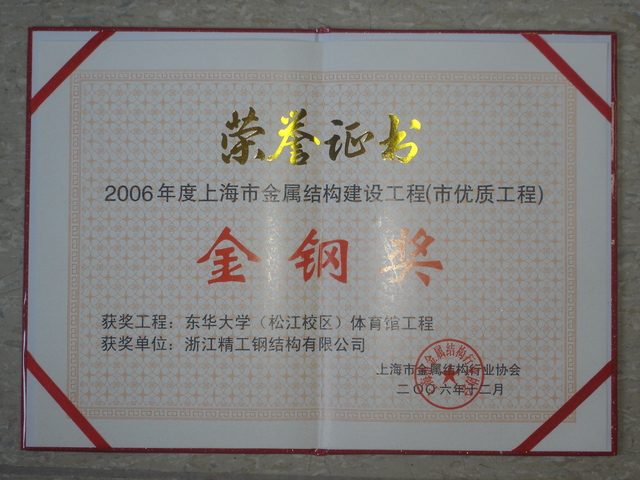 荣誉证书
2006年度上海市金属结构建设工程(市优质工程)
金钢奖
获奖工程：东华大学（松江校区）体育馆工程
获奖单位：浙江精工钢结构有限公司
上海市金属结构行业协会
二〇〇六年十二月